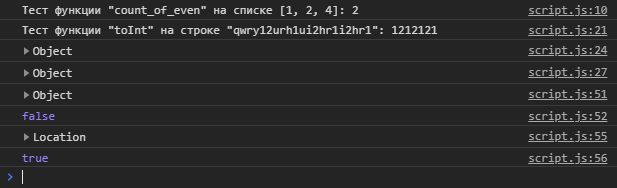 Тест функции "count_of_even" на списке [1, 2, 4]: 2 script.js:10
Тест функции "toInt" на строке "qwry12urh1ui2hr1i2hr1": 1212121 script.js:21
Object script.js:24
Object script.js:27
Object script.js:51
false script.js:52
Location script.js:55
true script.js:56